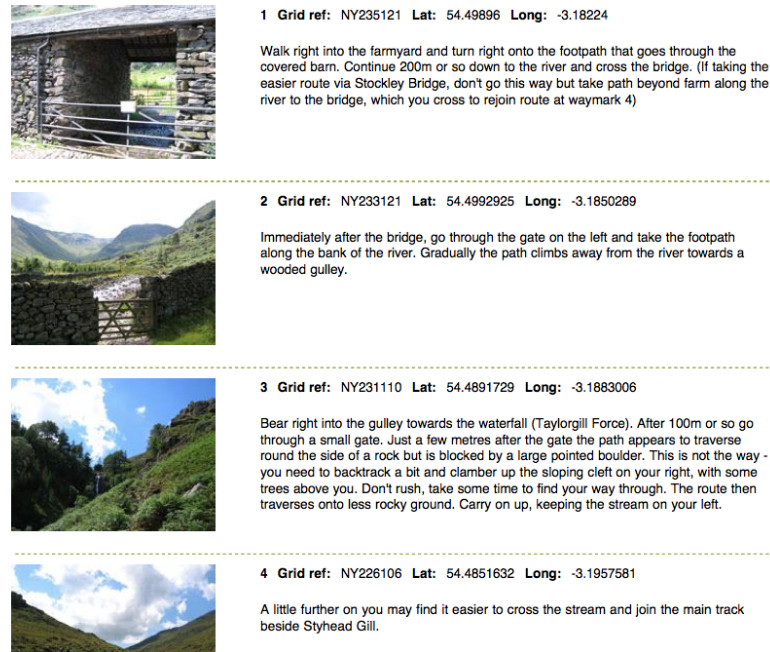 1 Grid ref: NY235121 Lat: 54.49896 Long: -3.18224
Walk right into the farmyard and turn right onto the footpath that goes through the
covered barn. Continue 200m or so down to the river and cross the bridge. (If taking the
easier route via Stockley Bridge, don't go this way but take path beyond farm along the
river to the bridge, which you cross to rejoin route at waymark 4)
2 Grid ref: NY233121 Lat: 54.4992925 Long: -3.1850289
Immediately after the bridge, go through the gate on the left and take the footpath
along the bank of the river. Gradually the path climbs away from the river towards a
wooded gulley.
3 Grid ref: NY231110 Lat: 54.4891729 Long: -3.1883006
Bear right into the gulley towards the waterfall (Taylorgill Force). After 100m or so go
through a small gate. Just a few metres after the gate the path appears to traverse
round the side of a rock but is blocked by a large pointed boulder. This is not the way -
you need to backtrack a bit and clamber up the sloping cleft on your right, with some
trees above you. Don't rush, take some time to find your way through. The route then
traverses onto less rocky ground. Carry on up, keeping the stream on your left.
4 Grid ref: NY226106 Lat: 54.4851632 Long: -3.1957581
A little further on you may find it easier to cross the stream and join the main track
beside Styhead Gill.